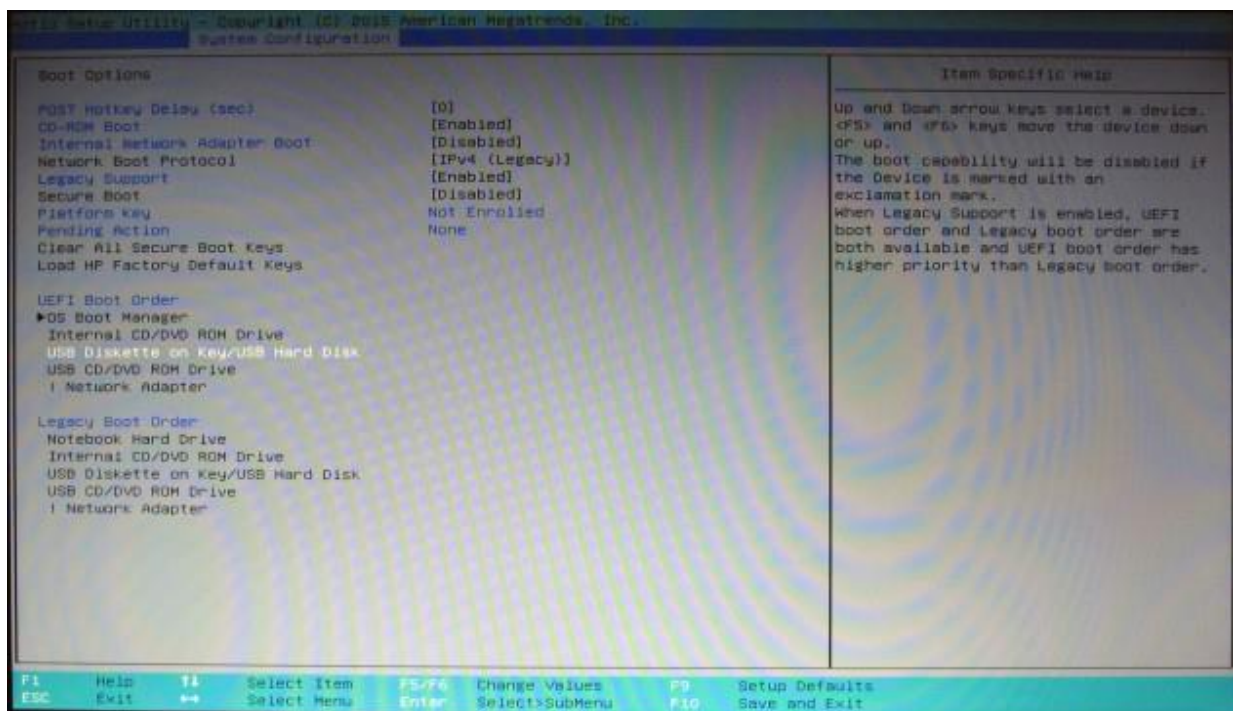 Setup Utility - Copyright (C) 2015 American Megatrends, Inc.
System Configuration
Boot Options
Item Specific Help
POST Hotkey Delay (sec) [0]
CD-ROM Boot [Enabled]
Internal Network Adapter Boot [Disabled]
Network Boot Protocol [IPv4 (Legacy)]
Legacy Support [Enabled]
Secure Boot [Disabled]
Platform Key Not Enrolled
Pending Action None
Clear All Secure Boot Keys
Load HP Factory Default Keys
UEFI Boot Order
►OS Boot Manager
Internal CD/DVD ROM Drive
USB Diskette on Key/USB Hard Disk
USB CD/DVD ROM Drive
! Network Adapter
Legacy Boot Order
Notebook Hard Drive
Internal CD/DVD ROM Drive
USB Diskette on Key/USB Hard Disk
USB CD/DVD ROM Drive
! Network Adapter
Up and Down arrow keys select a device.
<F5> and <F6> keys move the device down
or up.
The boot capability will be disabled if
the Device is marked with an
exclamation mark.
When Legacy Support is enabled, UEFI
boot order and Legacy boot order are
both available and UEFI boot order has
higher priority than Legacy boot order.
F1 Help ↑↓ Select Item F5/F6 Change Values F9 Setup Defaults
ESC Exit ↔ Select Menu Enter Select>SubMenu F10 Save and Exit